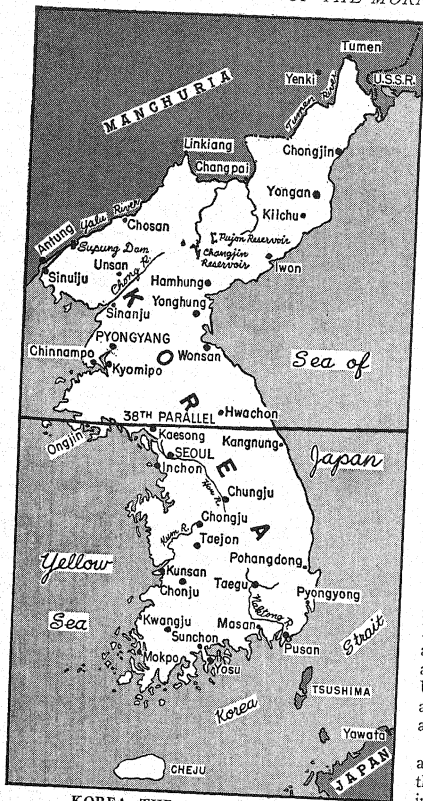 THE MORN
Tumen
Yenki
U.S.S.R.
MANCHURIA
Tumen River
Linkiang
Chongjin
Changpai
Yongan
Kilchu
Antung
Yalu River
Chosan
Supung Dam
Pujon Reservoir
Changjin
Reservoir
Unsan
Iwon
Sinuiju
Chong R.
Hamhung
Yonghung
Sinanju
KOREA
PYONGYANG
Wonsan
Chinnampo
Kyomipo
Sea of
Japan
38TH PARALLEL
Hwachon
Ongjin
Kaesong
Kangnung
SEOUL
Inchon
Han R.
Chungju
Chongju
Kum R.
Taejon
Yellow
Sea
Pohangdong
Kunsan
Taegu
Chonju
Pyongyong
Naktong R.
Kwangju
Masan
Sunchon
Pusan
Mokpo
Yosu
Korea
Strait
TSUSHIMA
Yawata
CHEJU
JAPAN